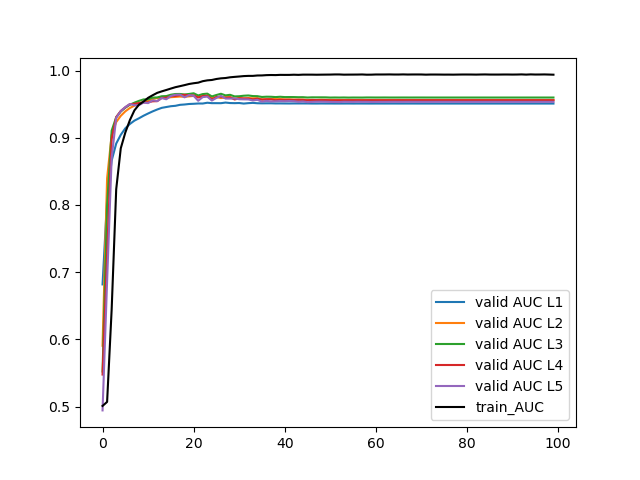 1.0
0.9
0.8
0.7
0.6
0.5
0 20 40 60 80 100
valid AUC L1
valid AUC L2
valid AUC L3
valid AUC L4
valid AUC L5
train_AUC